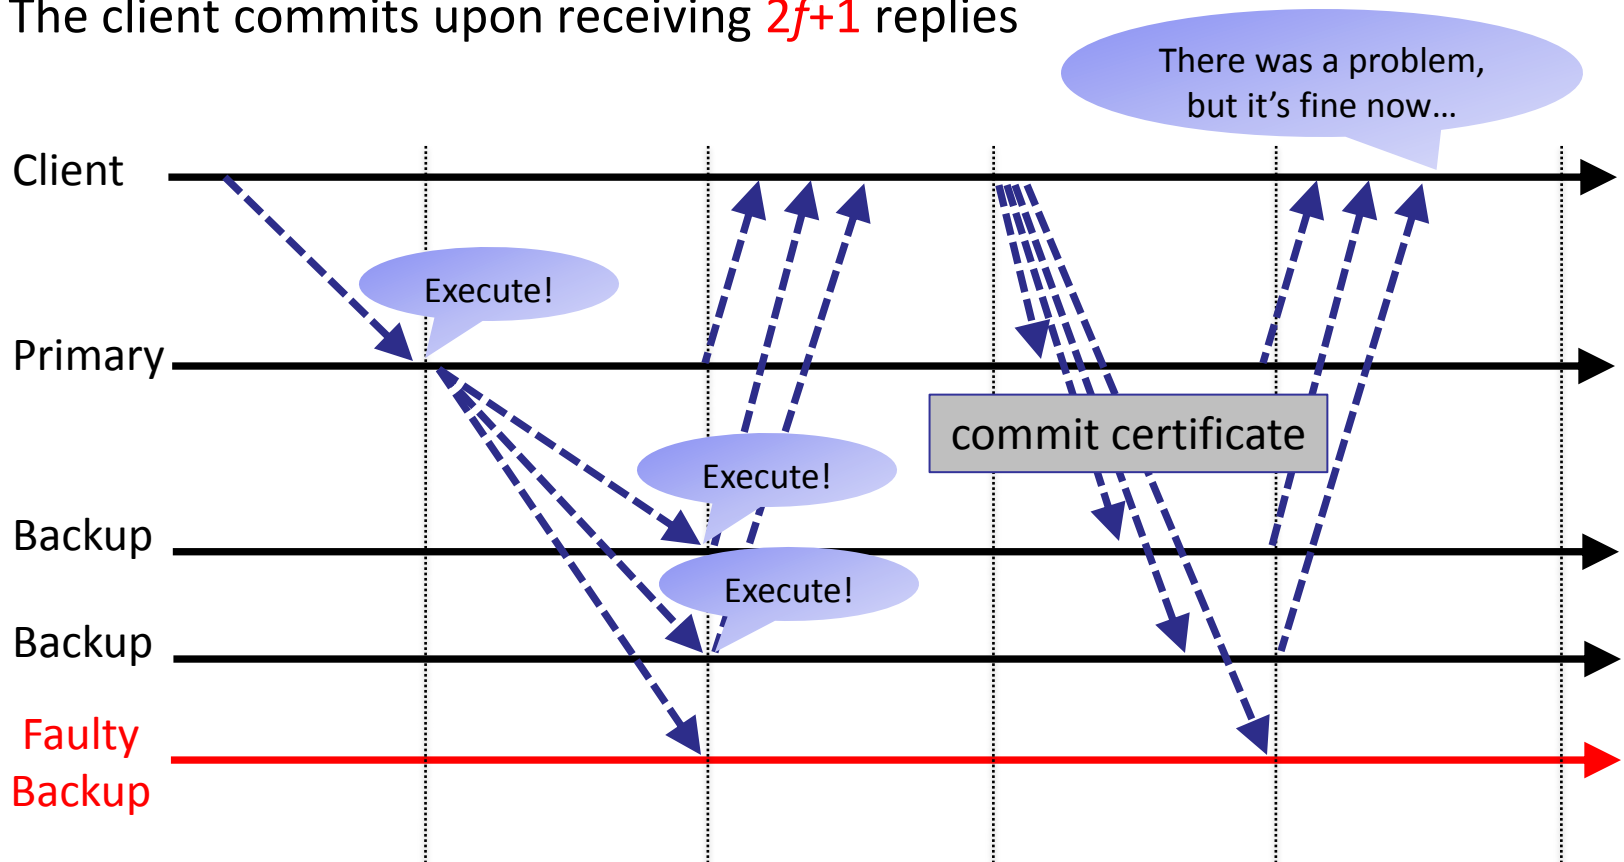 The client commits upon receiving 2f+1 replies
There was a problem,
but it’s fine now…
Client
Execute!
Primary
commit certificate
Execute!
Backup
Execute!
Backup
Faulty
Backup